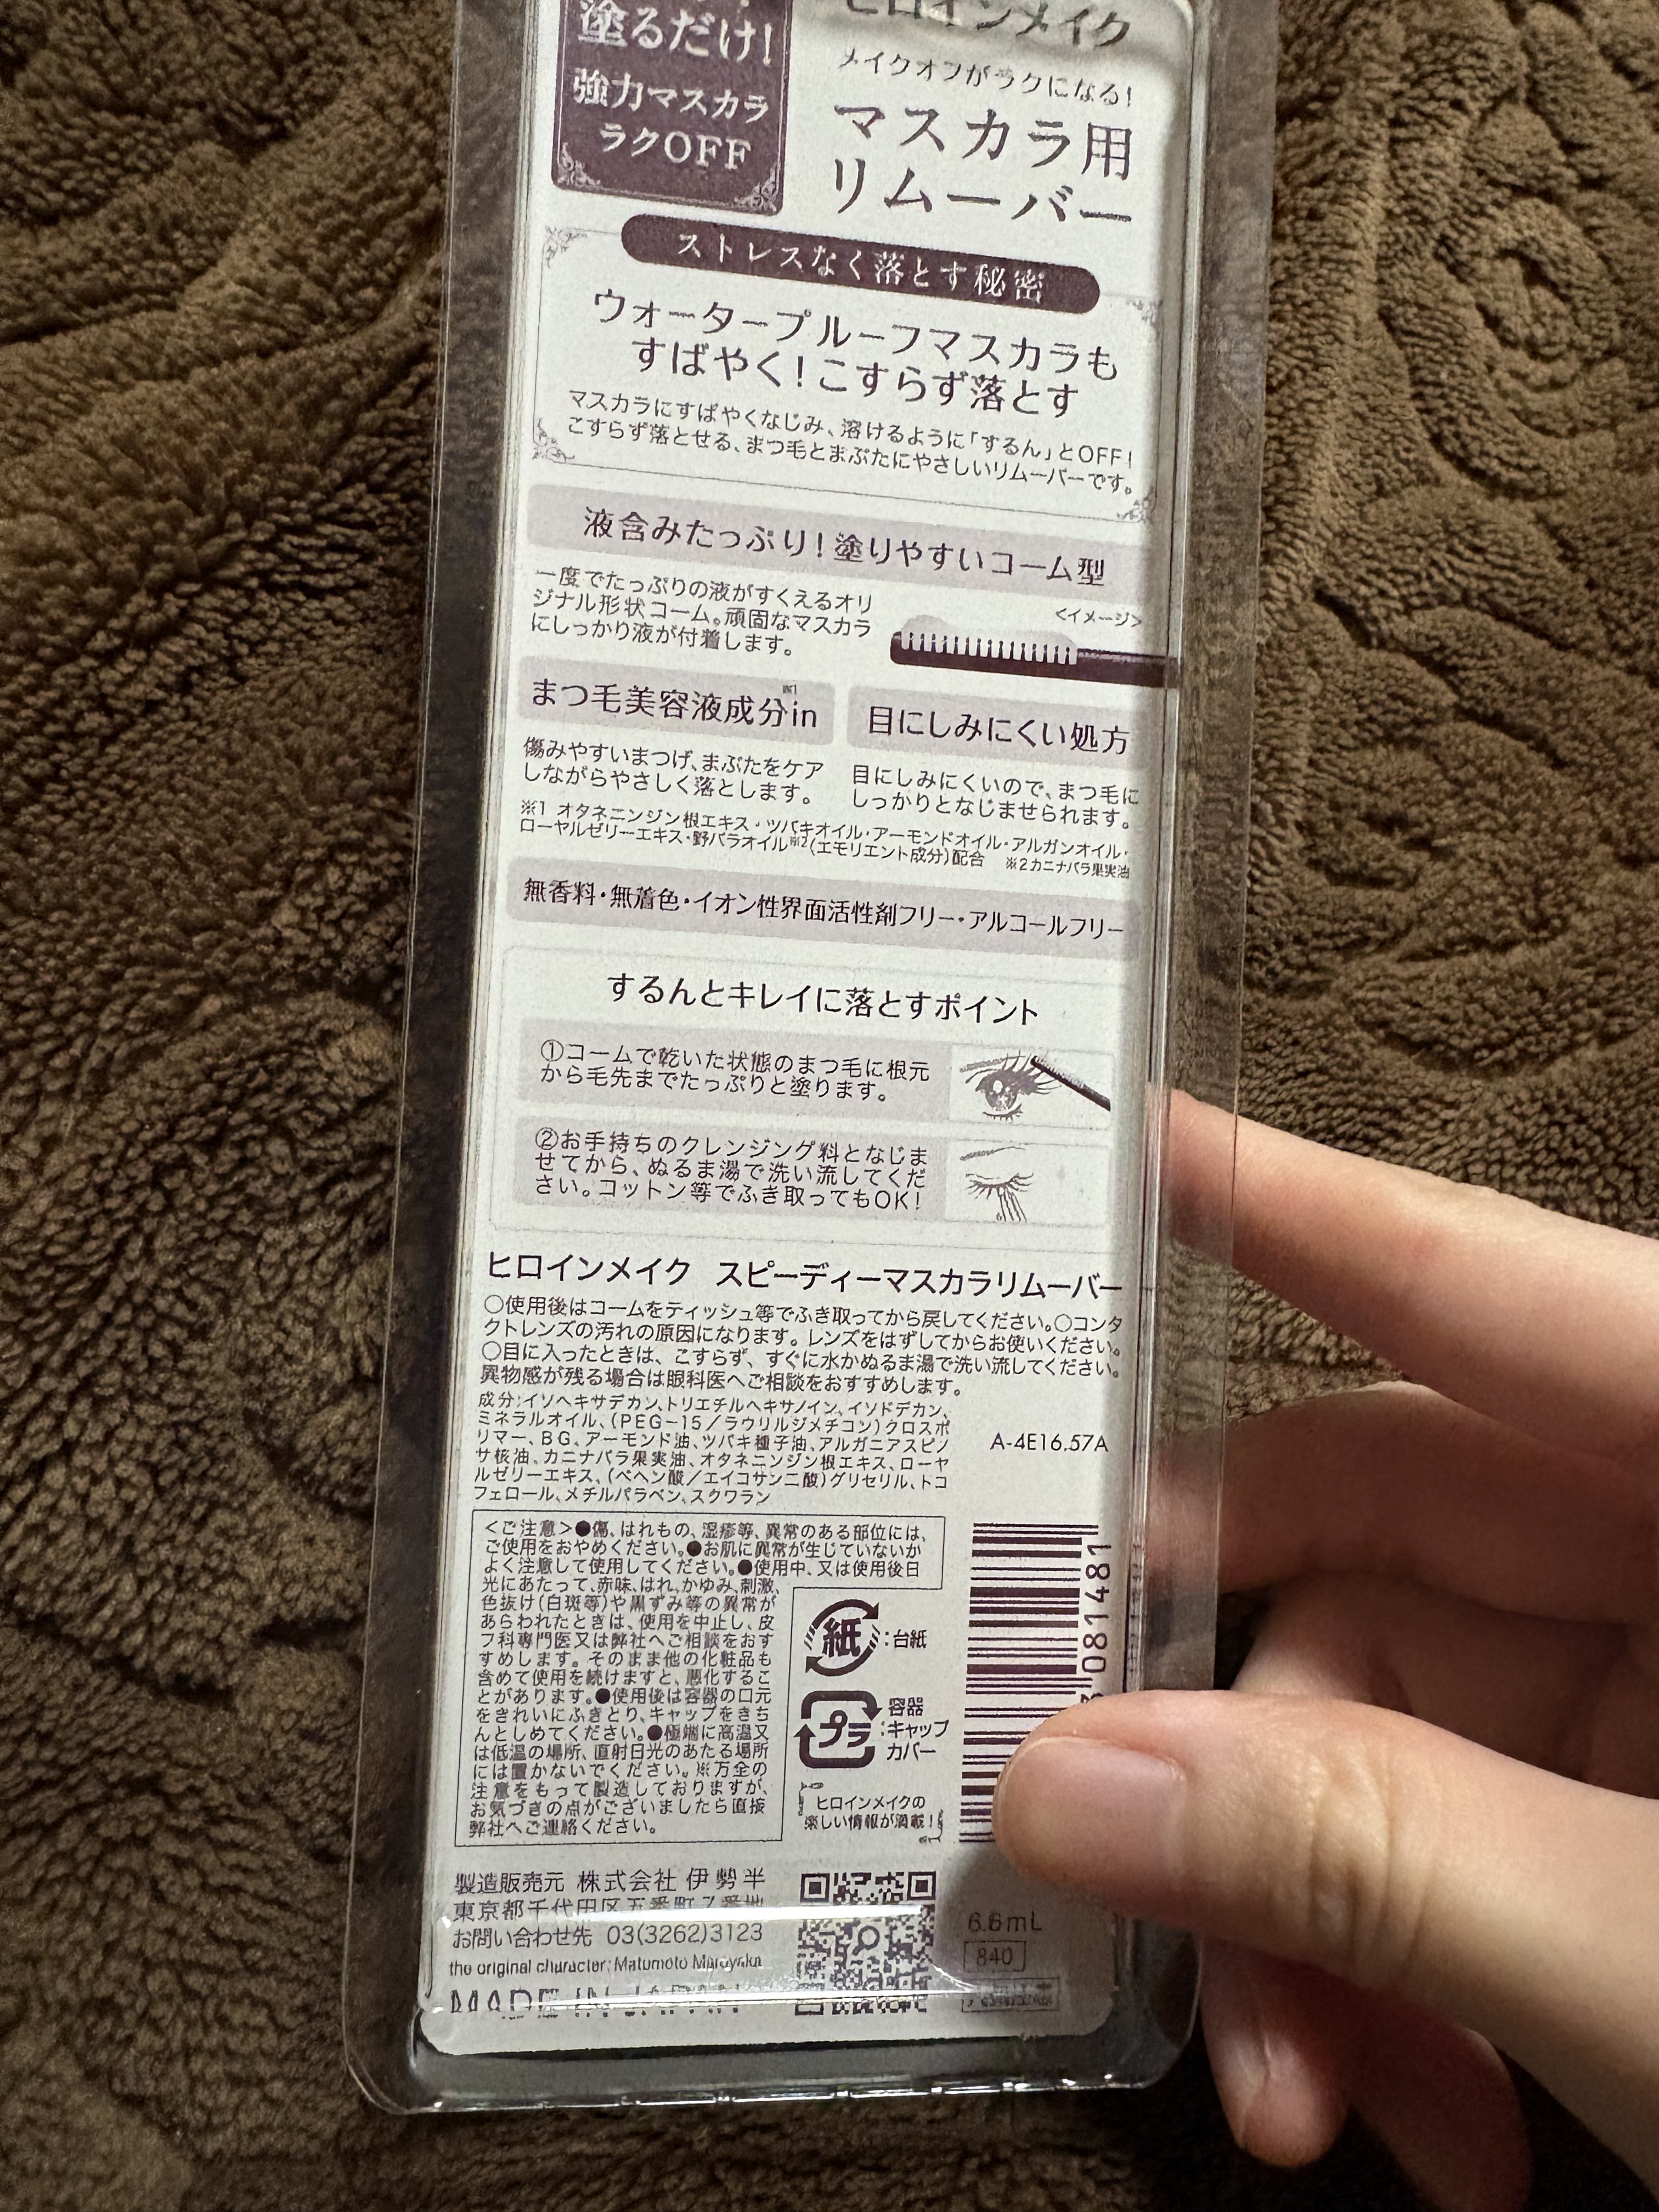 塗るだけ!
強力マスカラ
ラクOFF
ヒロインメイク
メイクオフがラクになる!
マスカラ用
リムーバー
ストレスなく落とす秘密
ウォータープルーフマスカラも
すばやく!こすらず落とす
マスカラにすばやくなじみ、溶けるように「するん」とOFF!
こすらず落とせる、まつ毛とまぶたにやさしいリムーバーです。
液含みたっぷり!塗りやすいコーム型
一度でたっぷりの液がすくえるオリ
ジナル形状コーム。頑固なマスカラ
にしっかり液が付着します。
<イメージ>
まつ毛美容液成分※1in
傷みやすいまつげ、まぶたをケア
しながらやさしく落とします。
目にしみにくい処方
目にしみにくいので、まつ毛に
しっかりとなじませられます。
※1 オタネニンジン根エキス・ツバキオイル・アーモンドオイル・アルガンオイル・
ローヤルゼリーエキス・野バラオイル※2(エモリエント成分)配合 ※2カニナバラ果実油
無香料・無着色・イオン性界面活性剤フリー・アルコールフリー
するんとキレイに落とすポイント
①コームで乾いた状態のまつ毛に根元
から毛先までたっぷりと塗ります。
②お手持ちのクレンジング料となじま
せてから、ぬるま湯で洗い流してくだ
さい。コットン等でふき取ってもOK!
ヒロインメイク スピーディーマスカラリムーバー
○使用後はコームをティッシュ等でふき取ってから戻してください。○コンタ
クトレンズの汚れの原因になります。レンズをはずしてからお使いください。
○目に入ったときは、こすらず、すぐに水かぬるま湯で洗い流してください。
異物感が残る場合は眼科医へご相談をおすすめします。
成分:イソヘキサデカン、トリエチルヘキサノイン、イソドデカン、
ミネラルオイル、(PEG-15/ラウリルジメチコン)クロスポ
リマー、BG、アーモンド油、ツバキ種子油、アルガニアスピノ
サ核油、カニナバラ果実油、オタネニンジン根エキス、ローヤ
ルゼリーエキス、(ベヘン酸/エイコサン二酸)グリセリル、トコ
フェロール、メチルパラベン、スクワラン
A-4E16.57A
<ご注意>●傷、はれもの、湿疹等、異常のある部位には、
ご使用をおやめください。●お肌に異常が生じていないか
よく注意して使用してください。●使用中、又は使用後日
光にあたって、赤味、はれ、かゆみ、刺激、
色抜け(白斑等)や黒ずみ等の異常が
あらわれたときは、使用を中止し、皮
フ科専門医又は弊社へご相談をおす
すめします。そのまま他の化粧品も
含めて使用を続けますと、悪化するこ
とがあります。●使用後は容器の口元
をきれいにふきとり、キャップをきち
んとしめてください。●極端に高温又
は低温の場所、直射日光のあたる場所
には置かないでください。※万全の
注意をもって製造しておりますが、
お気づきの点がございましたら直接
弊社へご連絡ください。
紙:台紙
プラ:容器
キャップ
カバー
ヒロインメイクの
楽しい情報が満載!
081481
製造販売元 株式会社 伊勢半
東京都千代田区五番町7番地
お問い合わせ先 03(3262)3123
the original character:Matumoto
MADE IN JAPAN
6.6mL
840